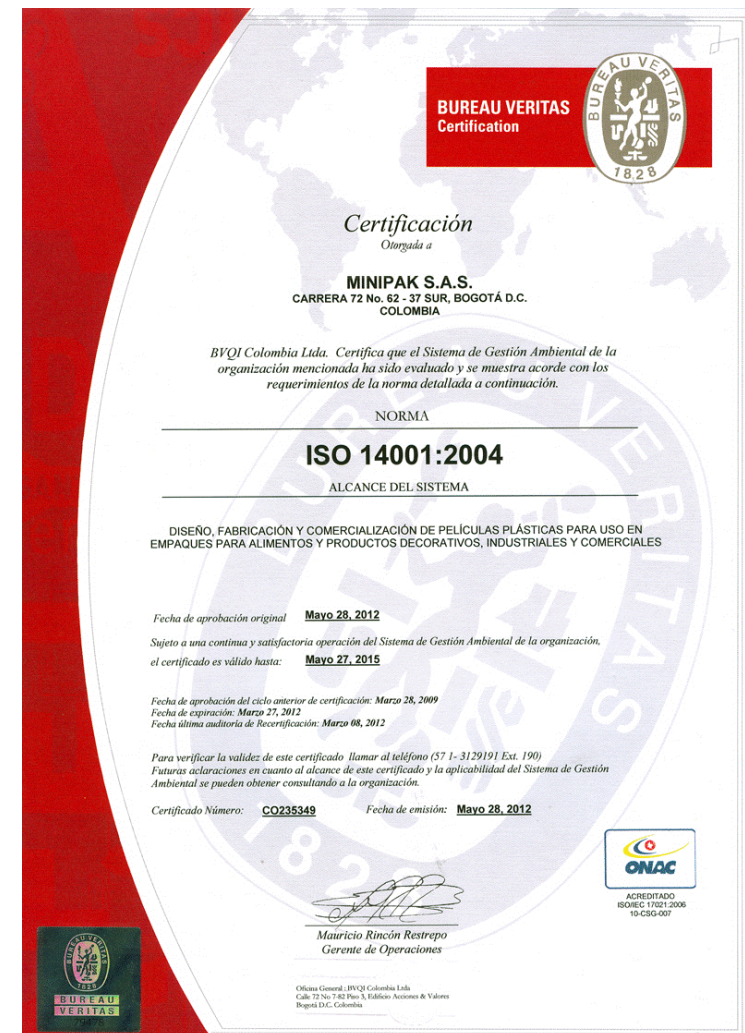 BUREAU VERITAS
Certification
BUREAU VERITAS
1828
Certificación
Otorgada a
MINIPAK S.A.S.
CARRERA 72 No. 62 - 37 SUR, BOGOTÁ D.C.
COLOMBIA
BVQI Colombia Ltda. Certifica que el Sistema de Gestión Ambiental de la
organización mencionada ha sido evaluado y se muestra acorde con los
requerimientos de la norma detallada a continuación.
NORMA
ISO 14001:2004
ALCANCE DEL SISTEMA
DISEÑO, FABRICACIÓN Y COMERCIALIZACIÓN DE PELÍCULAS PLÁSTICAS PARA USO EN
EMPAQUES PARA ALIMENTOS Y PRODUCTOS DECORATIVOS, INDUSTRIALES Y COMERCIALES
Fecha de aprobación original Mayo 28, 2012
Sujeto a una continua y satisfactoria operación del Sistema de Gestión Ambiental de la organización,
el certificado es válido hasta: Mayo 27, 2015
Fecha de aprobación del ciclo anterior de certificación: Marzo 28, 2009
Fecha de expiración: Marzo 27, 2012
Fecha última auditoría de Recertificación: Marzo 08, 2012
Para verificar la validez de este certificado llamar al teléfono (57 1- 3129191 Ext. 190)
Futuras aclaraciones en cuanto al alcance de este certificado y la aplicabilidad del Sistema de Gestión
Ambiental se pueden obtener consultando a la organización.
Certificado Número: CO235349 Fecha de emisión: Mayo 28, 2012
ONAC
ACREDITADO
ISO/IEC 17021:2006
10-CSG-007
Mauricio Rincón Restrepo
Gerente de Operaciones
Oficina General : BVQI Colombia Ltda
Calle 72 No 7-82 Piso 3, Edificio Acciones & Valores
Bogotá D.C. Colombia
BUREAU VERITAS
1828
BUREAU
VERITAS